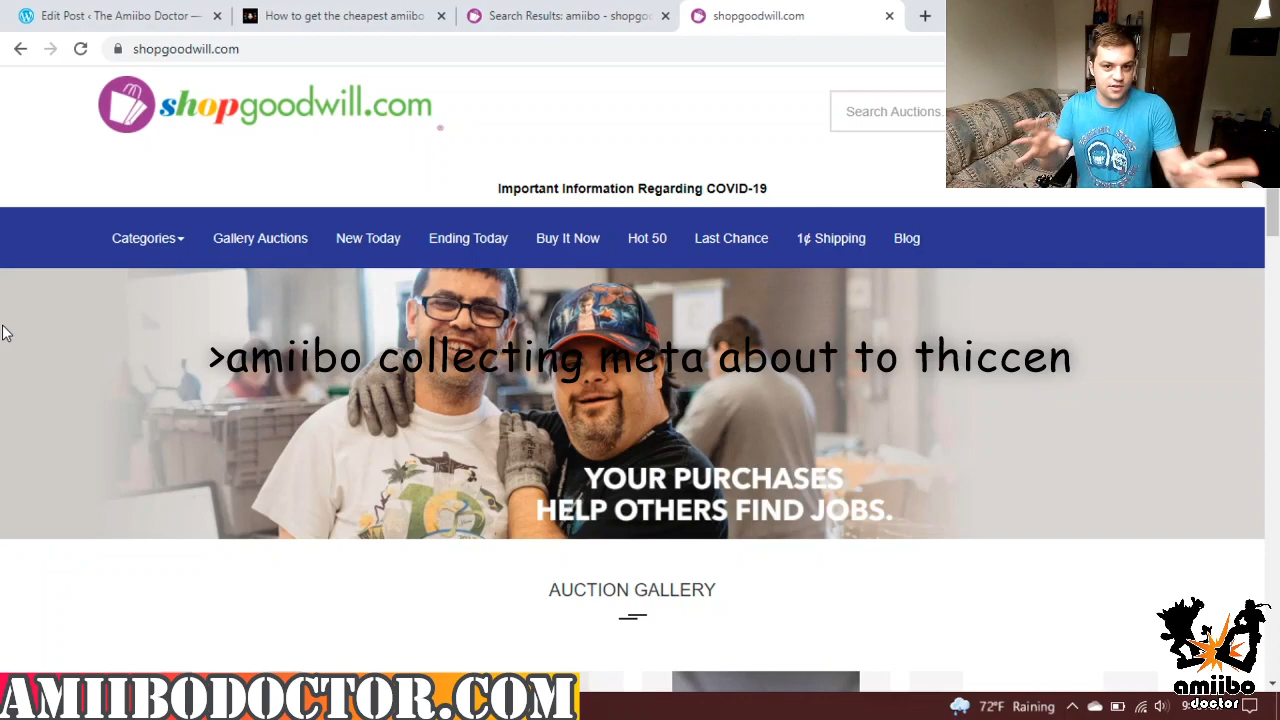 Edit Post ‹ The Amiibo Doctor —
How to get the cheapest amiibo
Search Results: amiibo - shopgoo
shopgoodwill.com
shopgoodwill.com
shopgoodwill.com
Search Auctions.
Important Information Regarding COVID-19
Categories
Gallery Auctions
New Today
Ending Today
Buy It Now
Hot 50
Last Chance
1¢ Shipping
Blog
>amiibo collecting meta about to thiccen
YOUR PURCHASES
HELP OTHERS FIND JOBS.
AUCTION GALLERY
AMIIBODOCTOR.COM
amiibo
doctor
72°F Raining